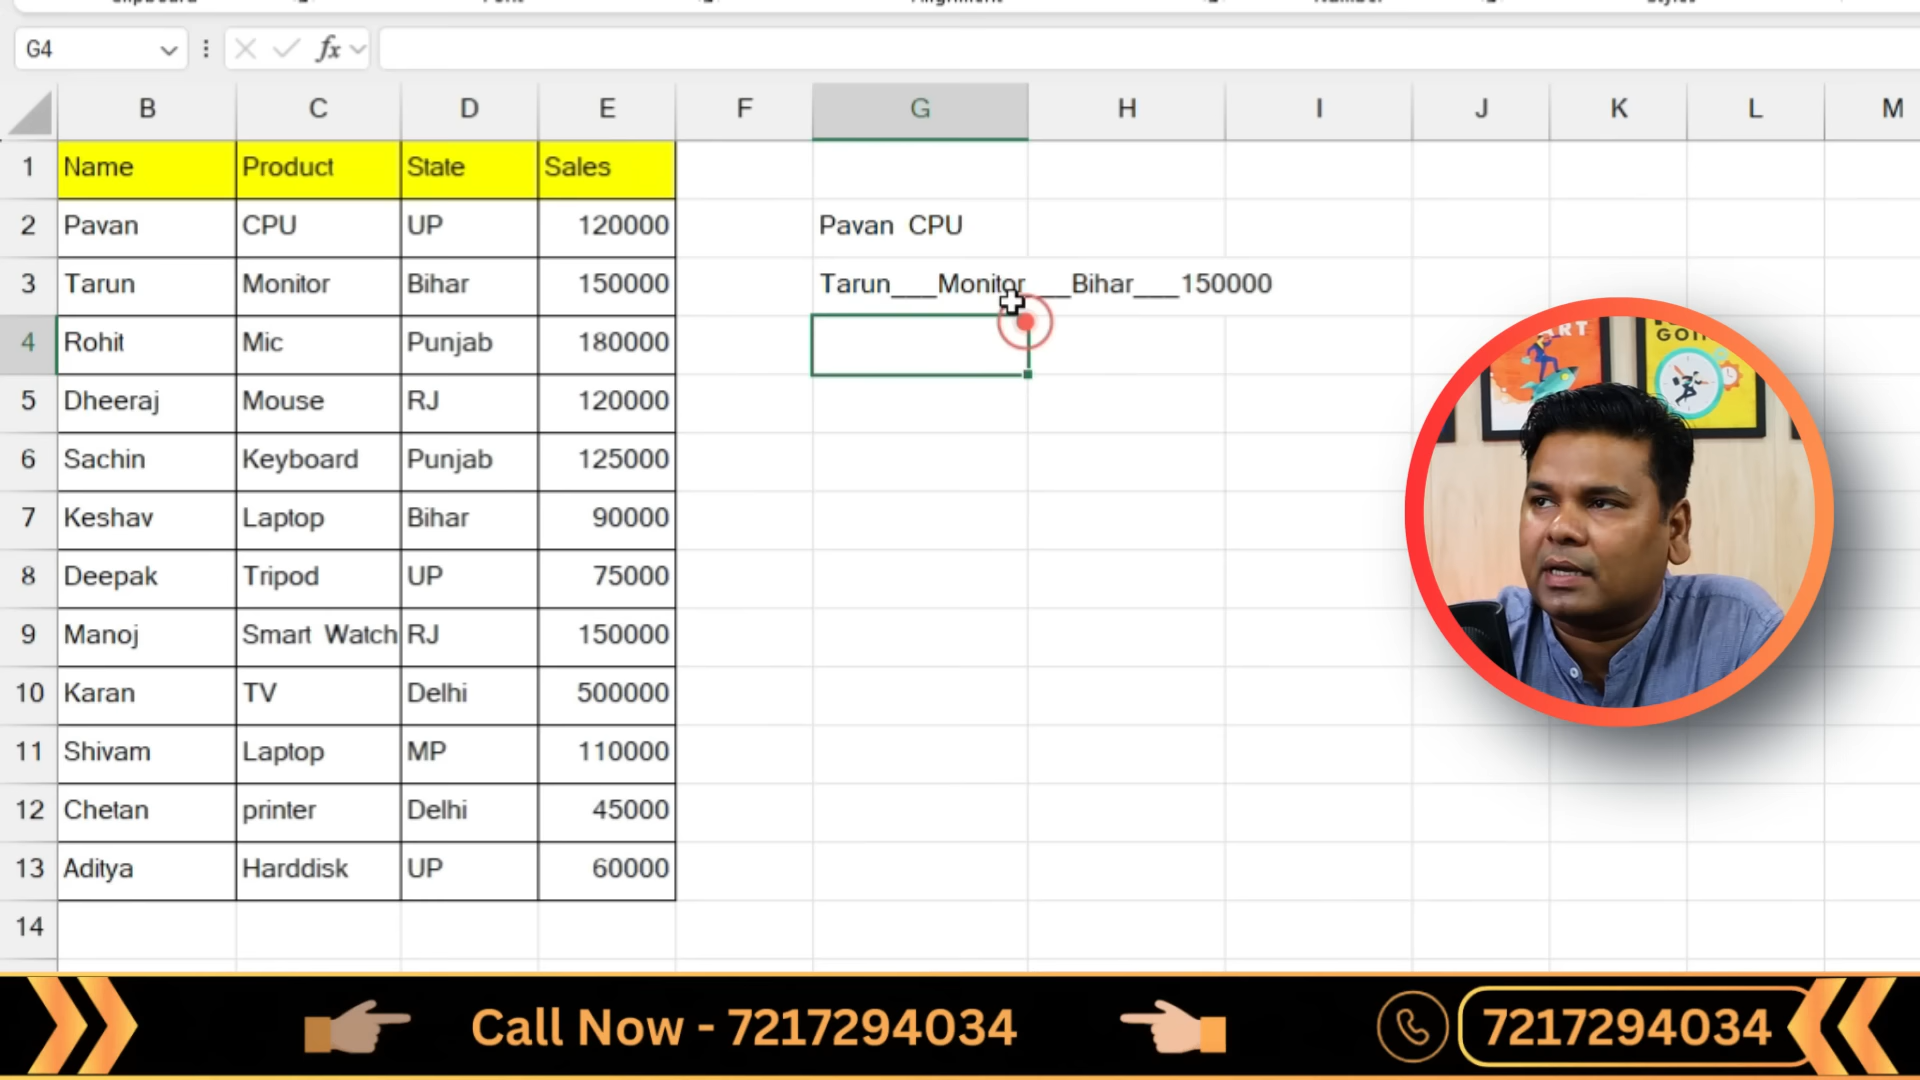 G4 fx
B C D E F G H I J K L M
1 Name Product State Sales
2 Pavan CPU UP 120000 Pavan CPU
3 Tarun Monitor Bihar 150000 Tarun___Monitor___Bihar___150000
4 Rohit Mic Punjab 180000
5 Dheeraj Mouse RJ 120000
6 Sachin Keyboard Punjab 125000
7 Keshav Laptop Bihar 90000
8 Deepak Tripod UP 75000
9 Manoj Smart Watch RJ 150000
10 Karan TV Delhi 500000
11 Shivam Laptop MP 110000
12 Chetan printer Delhi 45000
13 Aditya Harddisk UP 60000
14
Call Now - 7217294034 7217294034